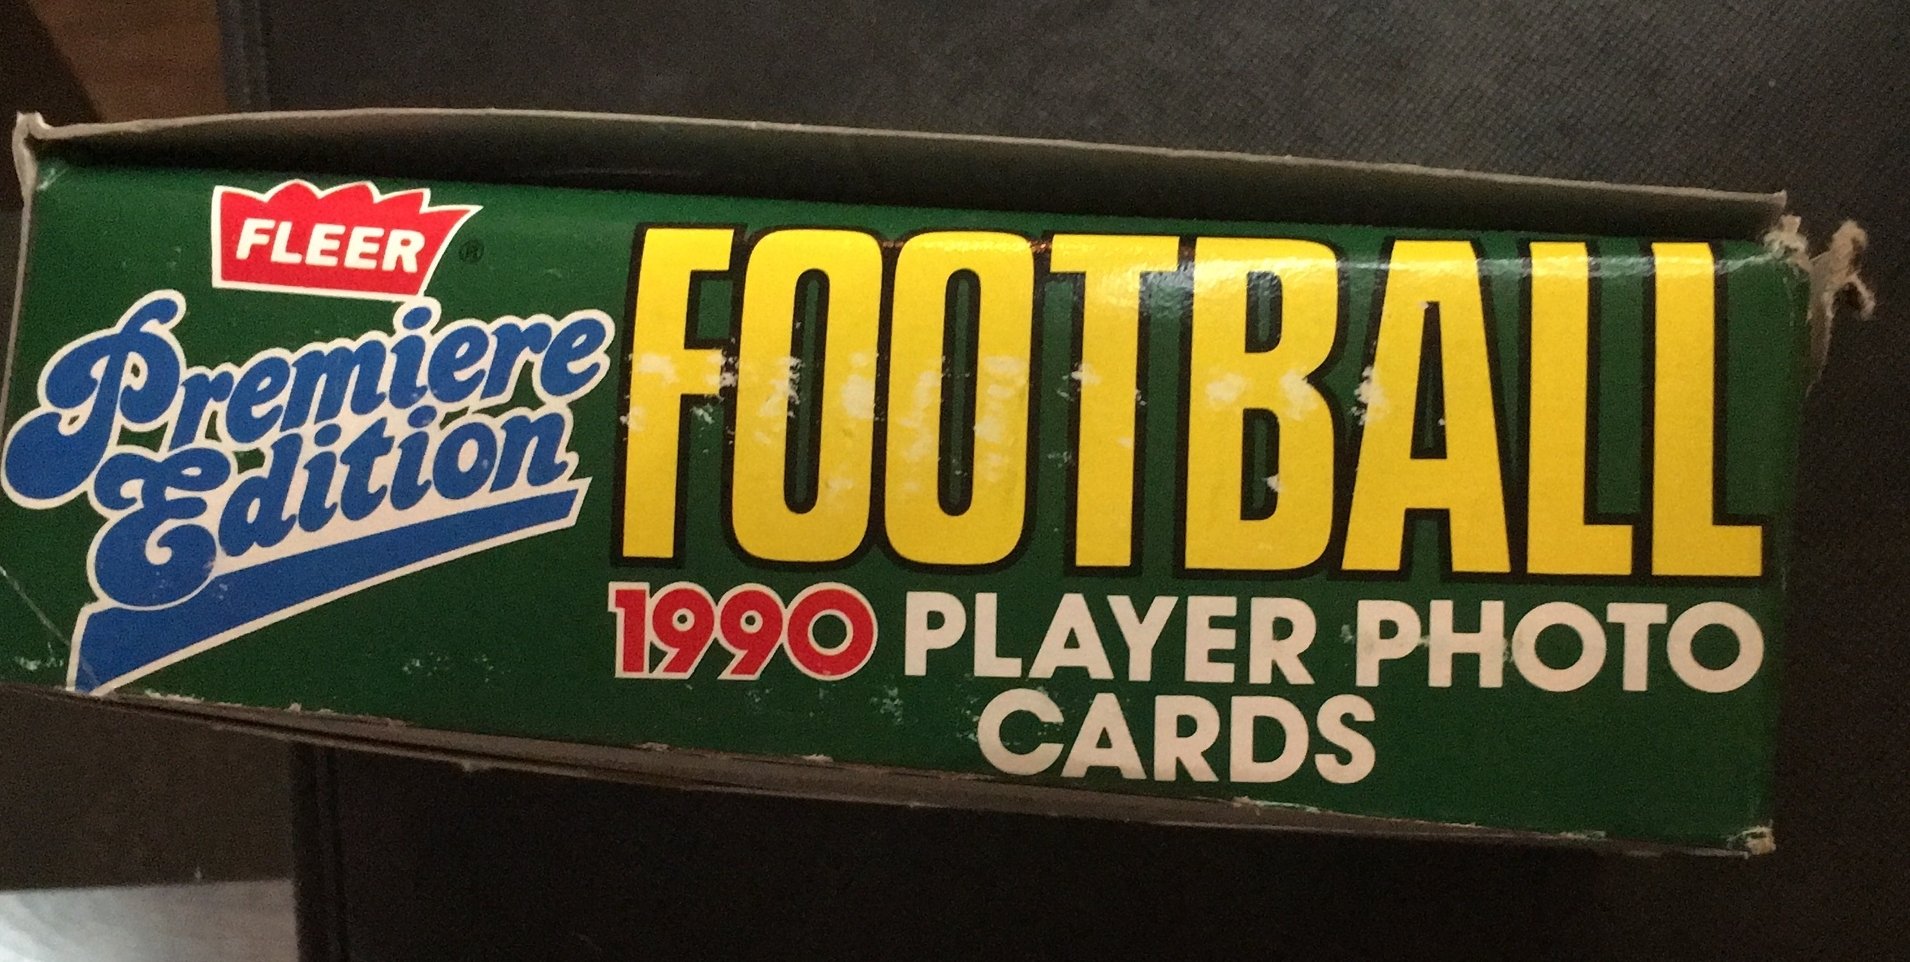 FLEER ®
Premiere
Edition
FOOTBALL
1990 PLAYER PHOTO
CARDS